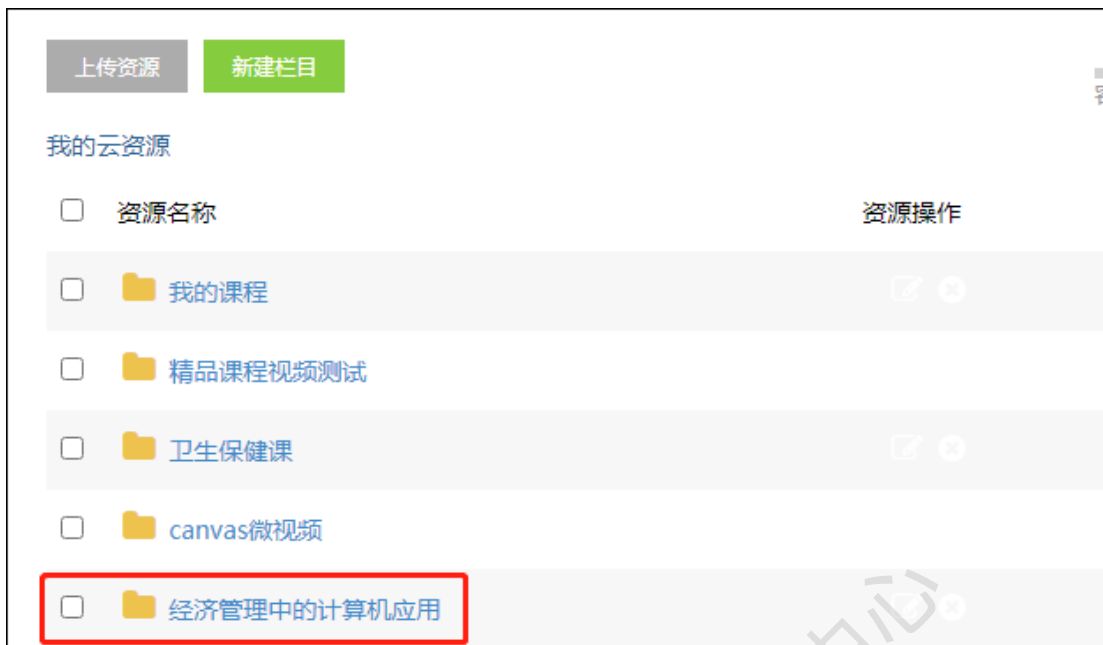 上传资源 新建栏目
我的云资源
资源名称 资源操作
我的课程
精品课程视频测试
卫生保健课
canvas微视频
经济管理中的计算机应用
中心